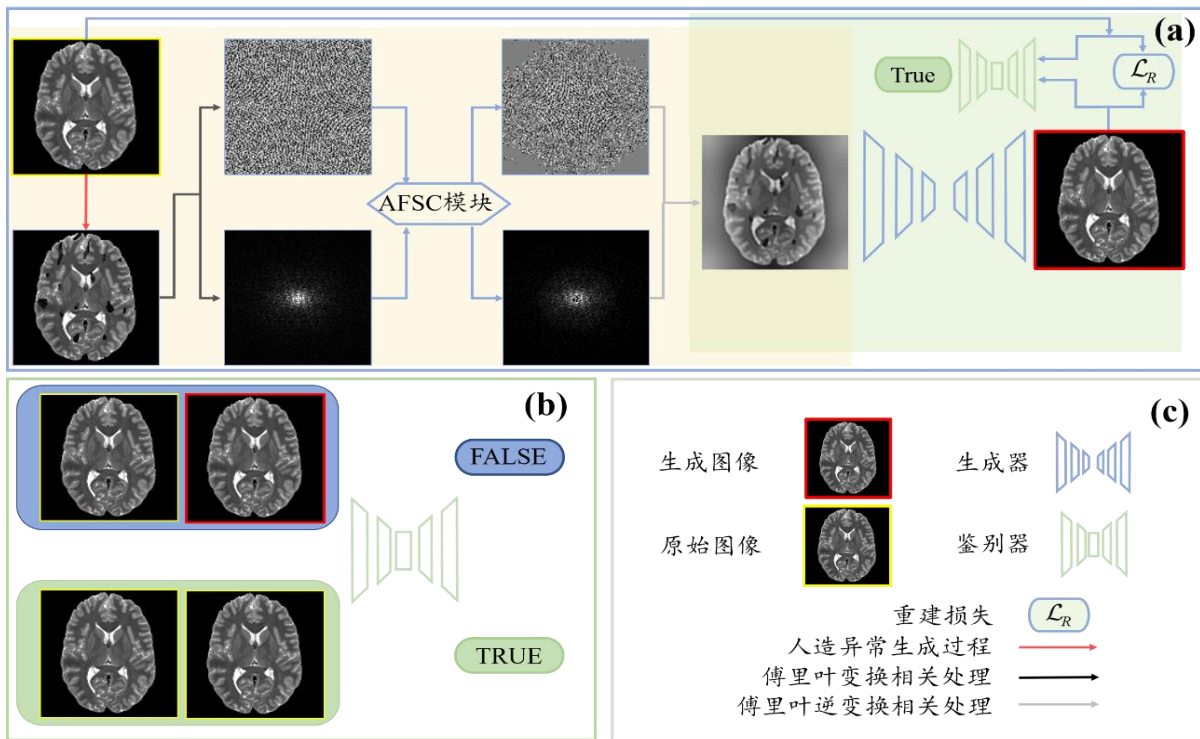 (a)
True
ℒR
AFSC模块
(b)
FALSE
TRUE
(c)
生成图像
生成器
原始图像
鉴别器
重建损失
ℒR
人造异常生成过程
傅里叶变换相关处理
傅里叶逆变换相关处理